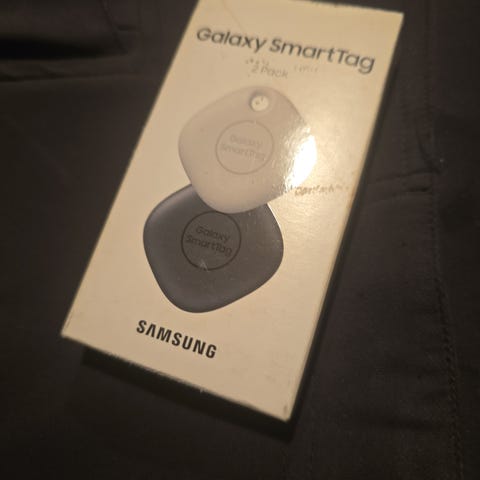 Galaxy SmartTag
2 Pack
Galaxy
SmartTag
Galaxy
SmartTag
SAMSUNG